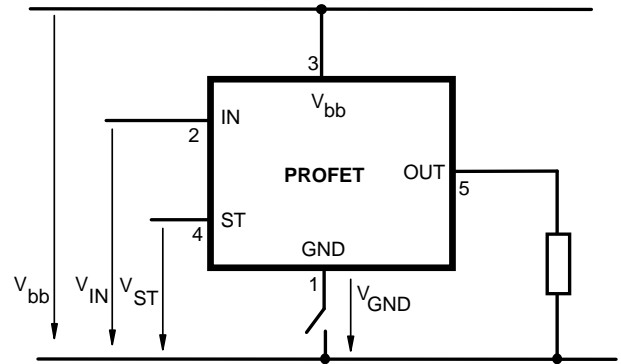 3
V_bb
IN
2
PROFET
OUT
5
ST
4
GND
1
V_bb
V_IN
V_ST
V_GND